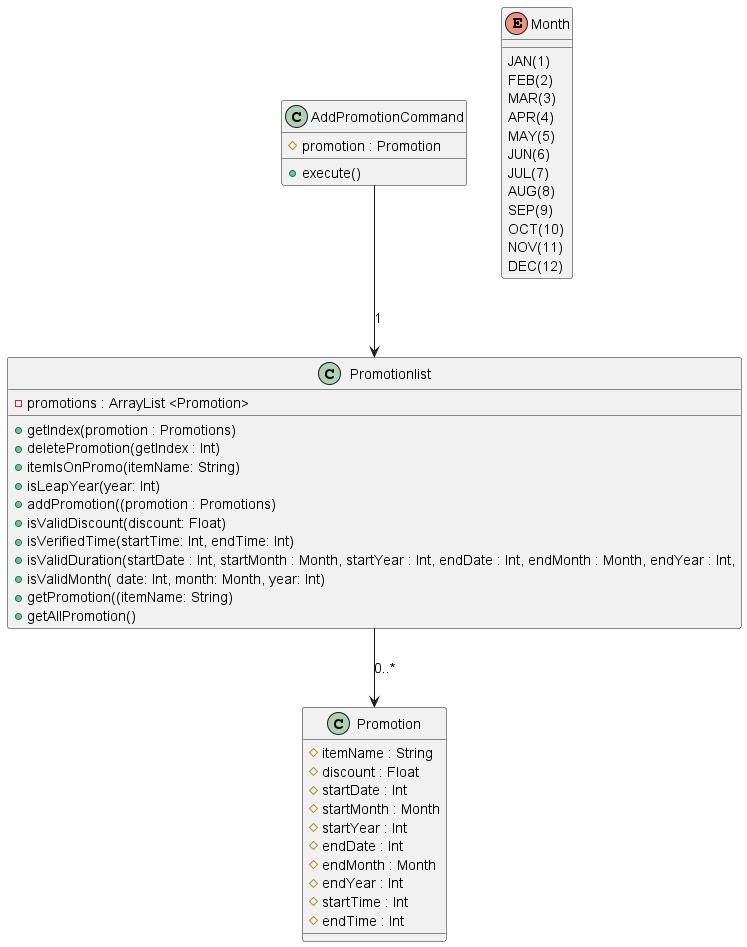 E Month
JAN(1)
FEB(2)
MAR(3)
APR(4)
MAY(5)
JUN(6)
JUL(7)
AUG(8)
SEP(9)
OCT(10)
NOV(11)
DEC(12)
C AddPromotionCommand
promotion : Promotion
execute()
1
C Promotionlist
promotions : ArrayList <Promotion>
getIndex(promotion : Promotions)
deletePromotion(getIndex : Int)
itemIsOnPromo(itemName: String)
isLeapYear(year: Int)
addPromotion((promotion : Promotions)
isValidDiscount(discount: Float)
isVerifiedTime(startTime: Int, endTime: Int)
isValidDuration(startDate : Int, startMonth : Month, startYear : Int, endDate : Int, endMonth : Month, endYear : Int,
isValidMonth( date: Int, month: Month, year: Int)
getPromotion((itemName: String)
getAllPromotion()
0..*
C Promotion
itemName : String
discount : Float
startDate : Int
startMonth : Month
startYear : Int
endDate : Int
endMonth : Month
endYear : Int
startTime : Int
endTime : Int